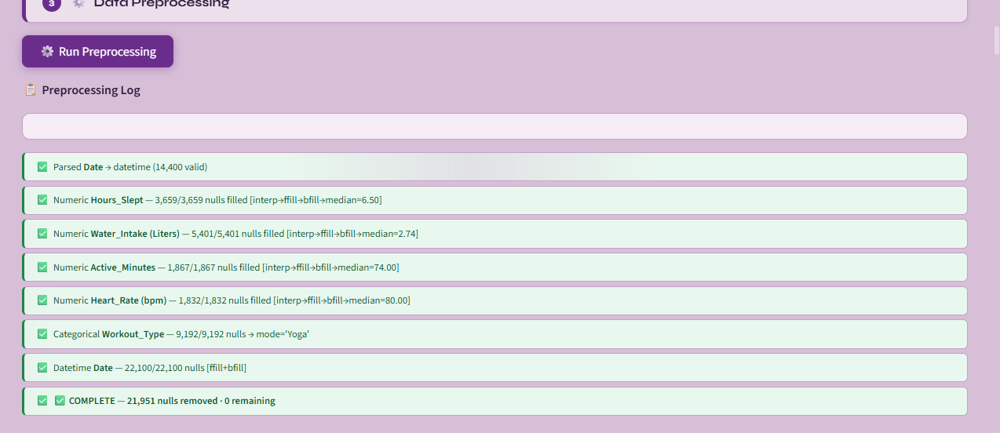 3 Data Preprocessing
Run Preprocessing
Preprocessing Log
Parsed Date → datetime (14,400 valid)
Numeric Hours_Slept — 3,659/3,659 nulls filled [interp→ffill→bfill→median=6.50]
Numeric Water_Intake (Liters) — 5,401/5,401 nulls filled [interp→ffill→bfill→median=2.74]
Numeric Active_Minutes — 1,867/1,867 nulls filled [interp→ffill→bfill→median=74.00]
Numeric Heart_Rate (bpm) — 1,832/1,832 nulls filled [interp→ffill→bfill→median=80.00]
Categorical Workout_Type — 9,192/9,192 nulls → mode='Yoga'
Datetime Date — 22,100/22,100 nulls [ffill+bfill]
COMPLETE — 21,951 nulls removed · 0 remaining